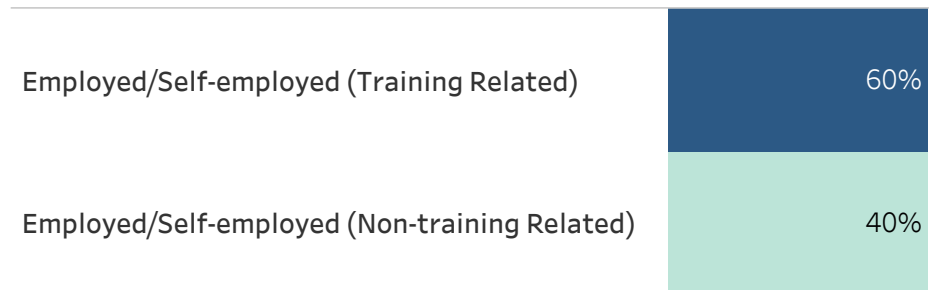 Employed/Self-employed (Training Related) 60%
Employed/Self-employed (Non-training Related) 40%